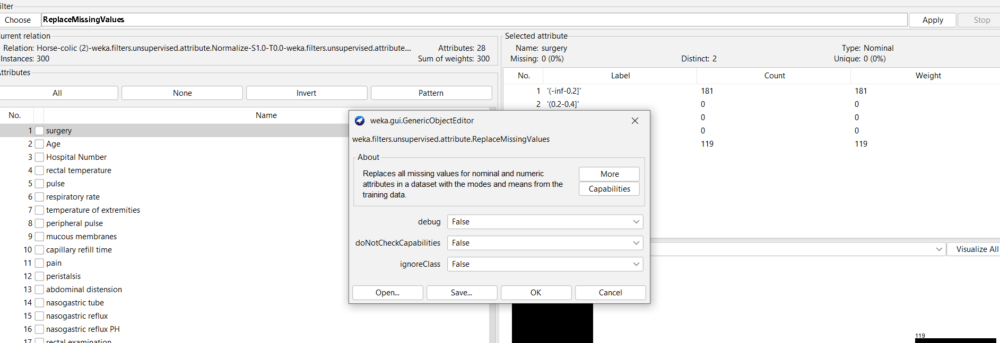 ilter
Choose ReplaceMissingValues Apply Stop
urrent relation
Relation: Horse-colic (2)-weka.filters.unsupervised.attribute.Normalize-S1.0-T0.0-weka.filters.unsupervised.attribute.... Attributes: 28
Instances: 300 Sum of weights: 300
Selected attribute
Name: surgery Type: Nominal
Missing: 0 (0%) Distinct: 2 Unique: 0 (0%)
ttributes
All None Invert Pattern
No. Name
1 surgery
2 Age
3 Hospital Number
4 rectal temperature
5 pulse
6 respiratory rate
7 temperature of extremities
8 peripheral pulse
9 mucous membranes
10 capillary refill time
11 pain
12 peristalsis
13 abdominal distension
14 nasogastric tube
15 nasogastric reflux
16 nasogastric reflux PH
17 rectal examination
No. Label Count Weight
1 '(-inf-0.2]' 181 181
2 '(0.2-0.4]' 0 0
0 0
0 0
119 119
weka.gui.GenericObjectEditor
weka.filters.unsupervised.attribute.ReplaceMissingValues
About
Replaces all missing values for nominal and numeric
attributes in a dataset with the modes and means from the
training data.
More
Capabilities
debug False
doNotCheckCapabilities False
ignoreClass False
Open... Save... OK Cancel
Visualize All
119